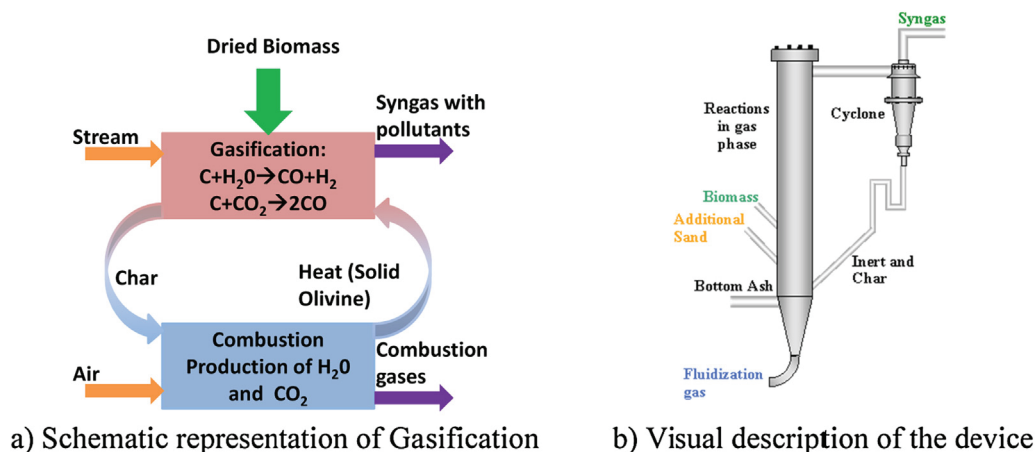 Dried Biomass
Stream
Syngas with
pollutants
Gasification:
C+H₂0→CO+H₂
C+CO₂→2CO
Char
Heat (Solid
Olivine)
Combustion
Production of H₂0
and CO₂
Air
Combustion
gases
a) Schematic representation of Gasification
Syngas
Reactions
in gas
phase
Cyclone
Biomass
Additional
Sand
Inert and
Char
Bottom Ash
Fluidization
gas
b) Visual description of the device